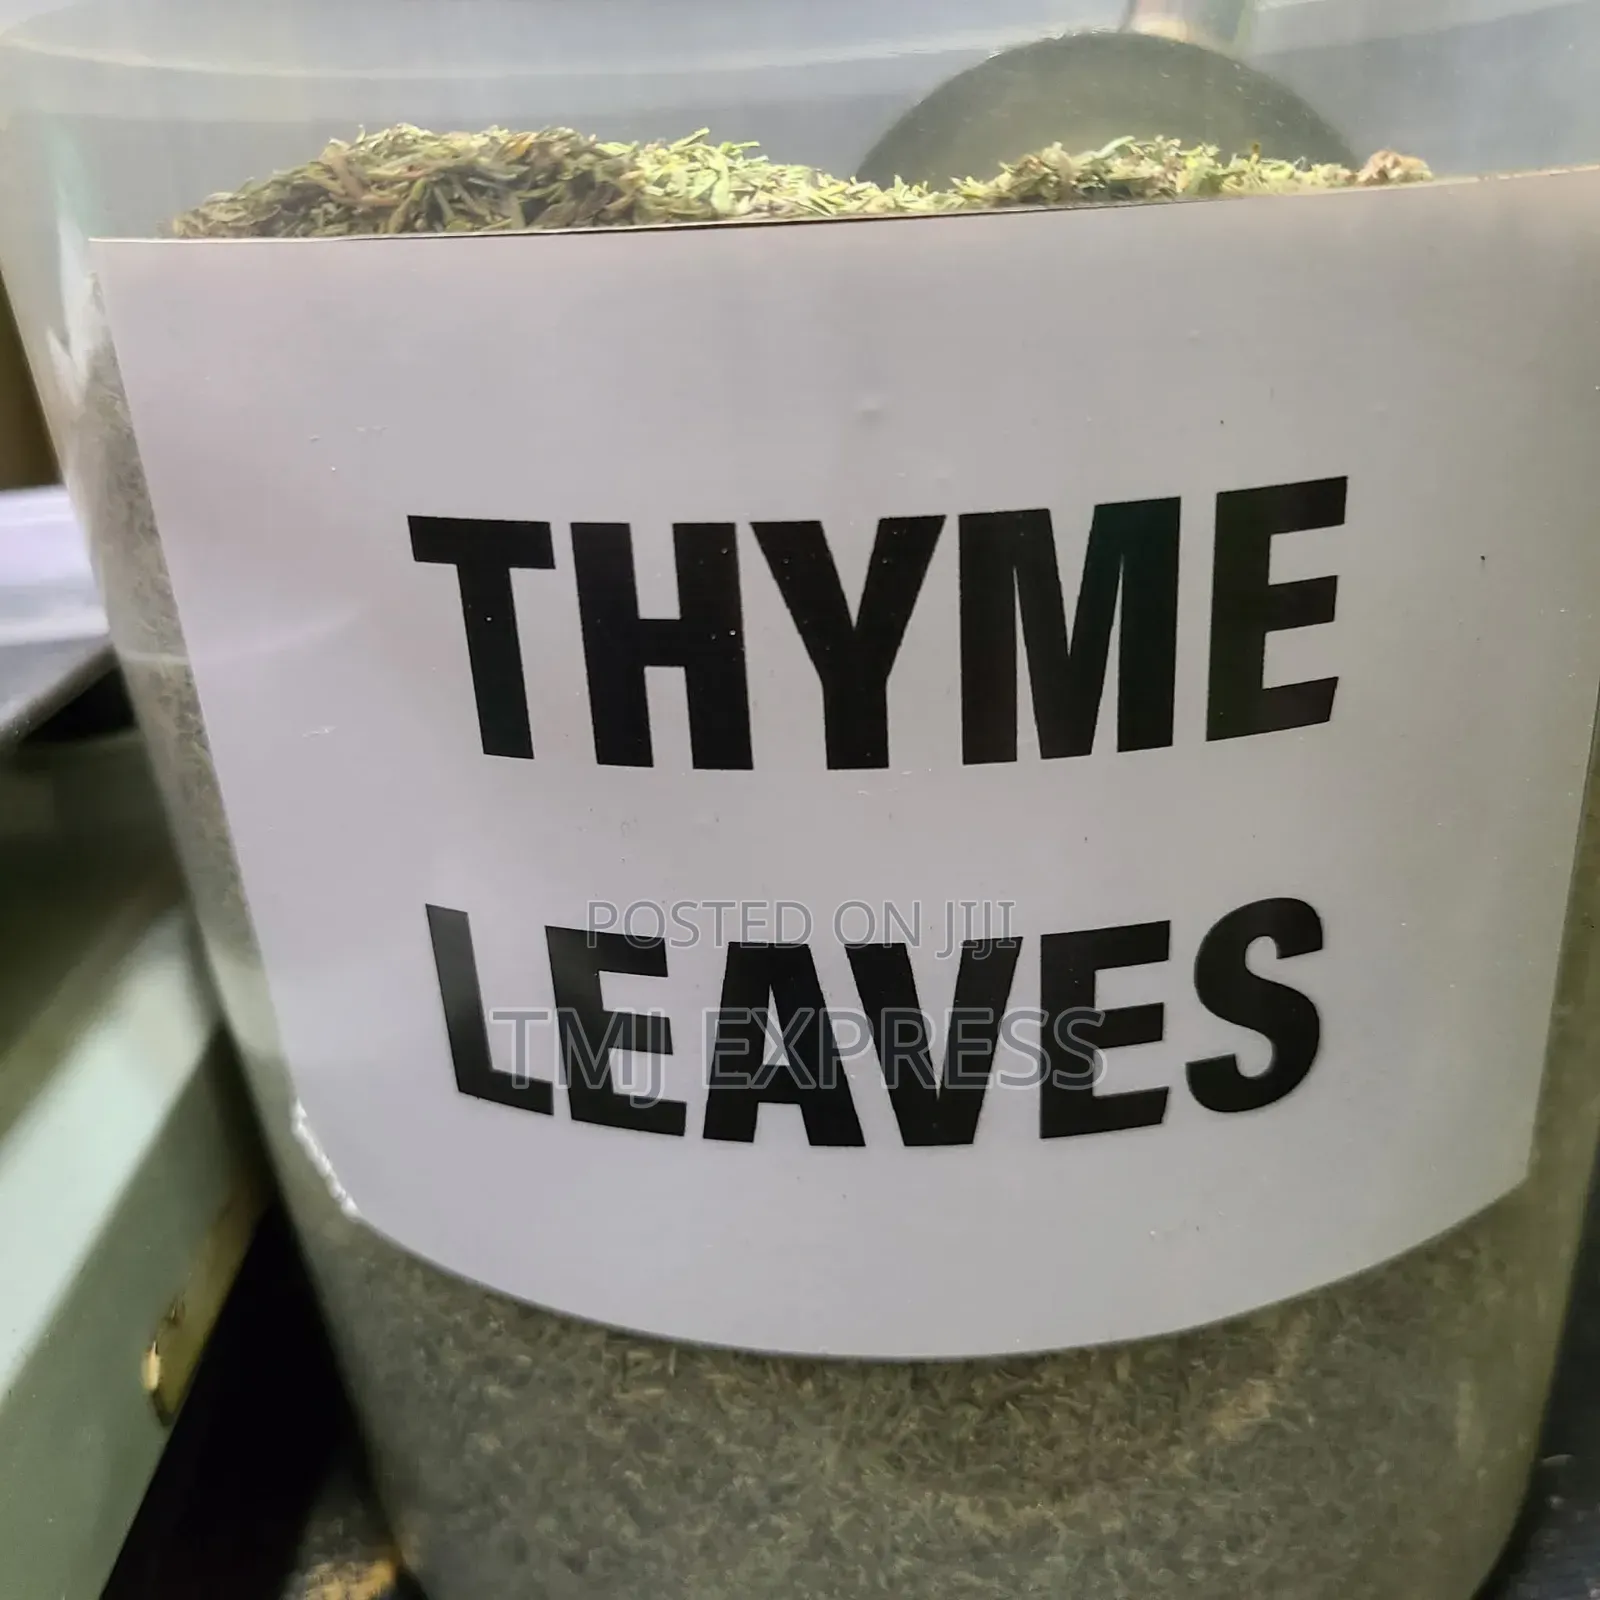 THYME
POSTED ON JIJI
LEAVES
TMJ EXPRESS